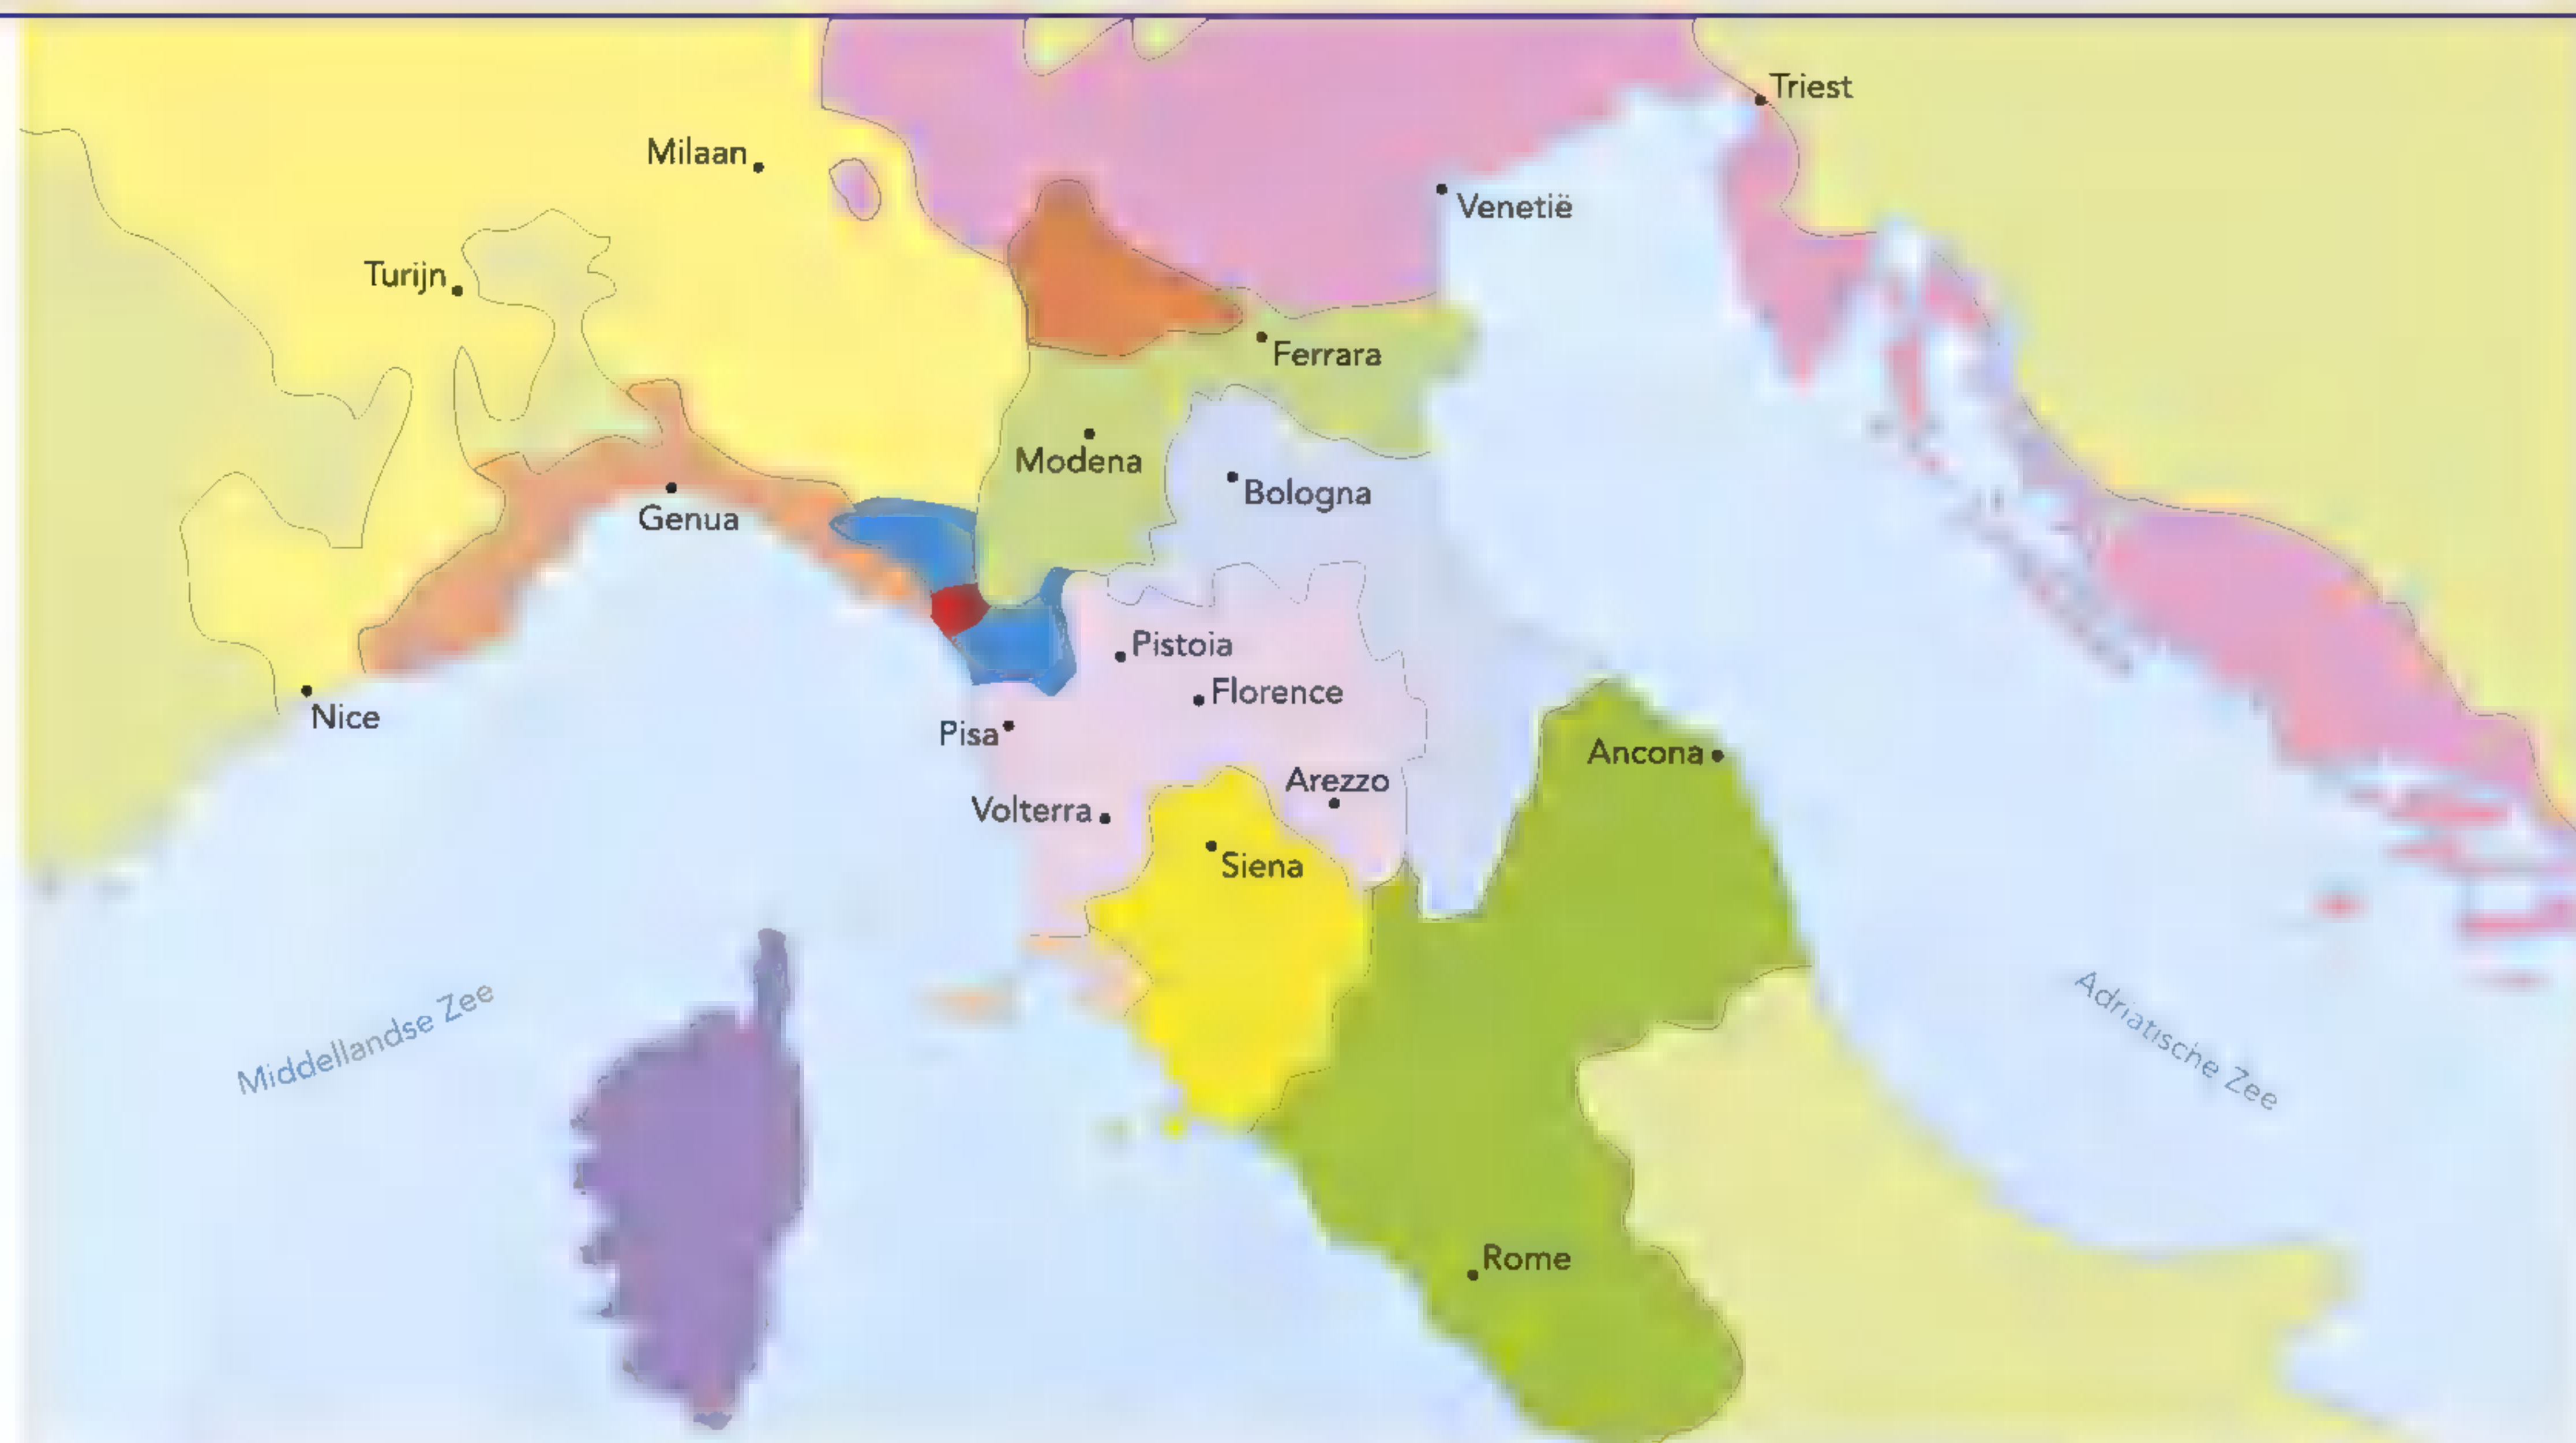 Triest
Milaan
Venetië
Turijn
Ferrara
Modena
Bologna
Genua
Pistoia
Florence
Nice
Pisa
Ancona
Arezzo
Volterra
Siena
Middellandse Zee
Adriatische Zee
Rome